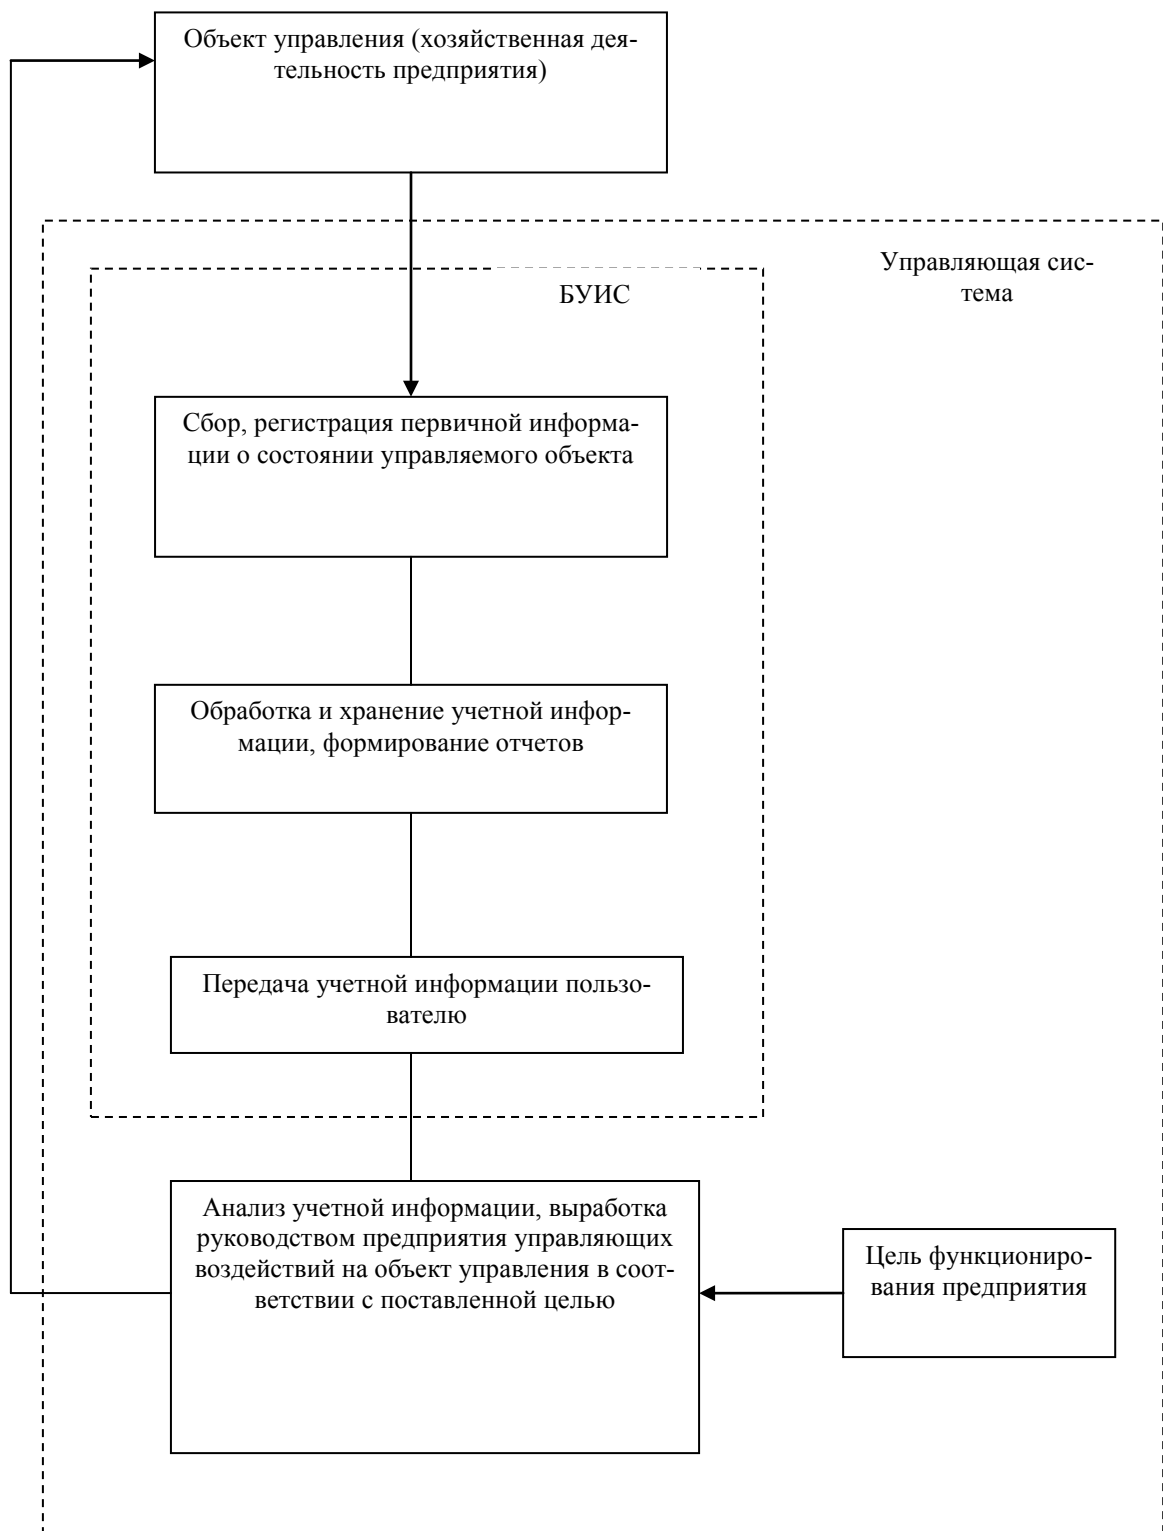 Объект управления (хозяйственная дея-
тельность предприятия)
Управляющая сис-
тема
БУИС
Сбор, регистрация первичной информа-
ции о состоянии управляемого объекта
Обработка и хранение учетной инфор-
мации, формирование отчетов
Передача учетной информации пользо-
вателю
Анализ учетной информации, выработка
руководством предприятия управляющих
воздействий на объект управления в соот-
ветствии с поставленной целью
Цель функциониро-
вания предприятия